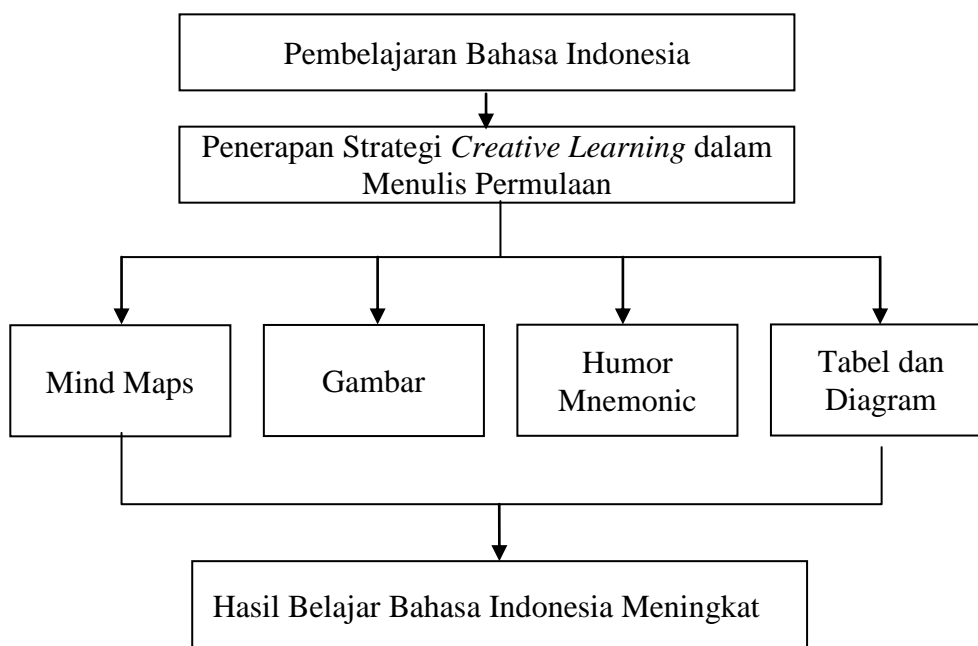 Pembelajaran Bahasa Indonesia
Penerapan Strategi Creative Learning dalam
Menulis Permulaan
Mind Maps
Gambar
Humor
Mnemonic
Tabel dan
Diagram
Hasil Belajar Bahasa Indonesia Meningkat